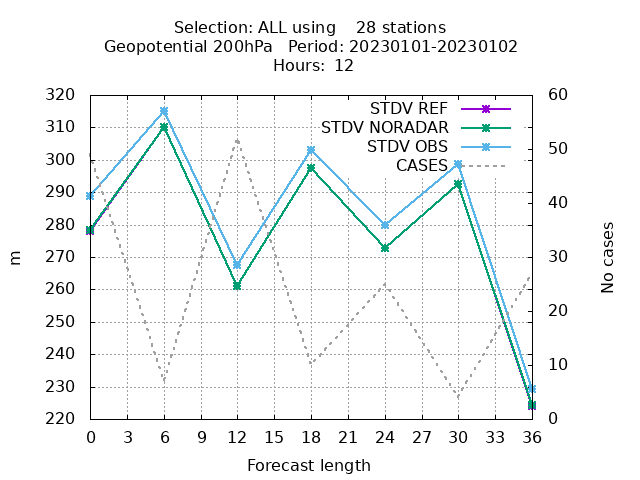 Selection: ALL using    28 stations
Geopotential 200hPa   Period: 20230101-20230102
Hours:  12
320 60
310 STDV REF
STDV NORADAR
STDV OBS
CASES
300 50
290
280 40
270 30
260
250 20
240
230 10
220 0
m
No cases
0 3 6 9 12 15 18 21 24 27 30 33 36
Forecast length